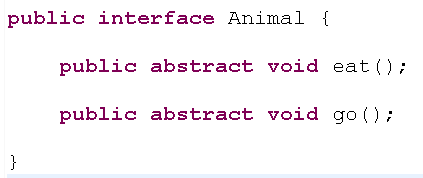 public interface Animal {
public abstract void eat();
public abstract void go();
}